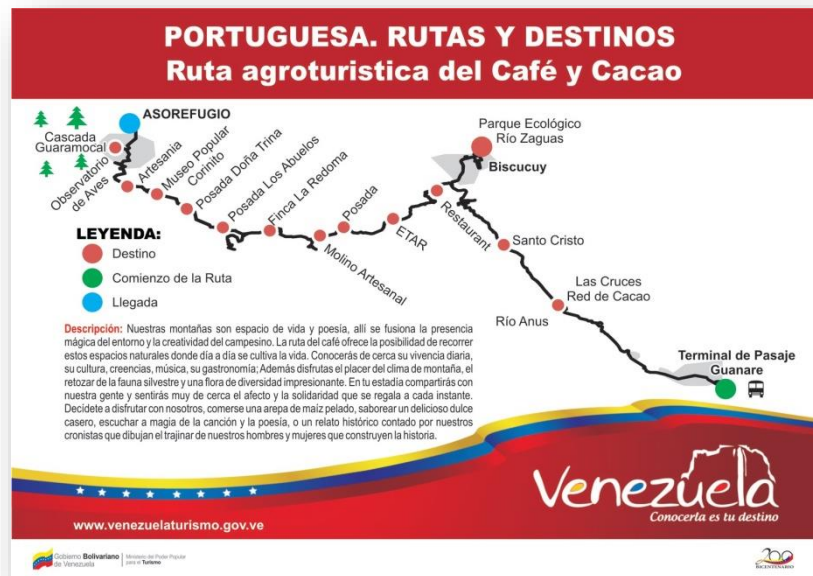 PORTUGUESA. RUTAS Y DESTINOS
Ruta agroturistica del Café y Cacao
ASOREFUGIO
Cascada
Guaramocal
Observatorio
de Aves
Artesania
Museo Popular
Corinito
Posada Doña Trina
Posada Los Abuelos
Finca La Redoma
Molino Artesanal
Posada
ETAR
Restaurant
Parque Ecológico
Río Zaguas
Biscucuy
Santo Cristo
Las Cruces
Red de Cacao
Río Anus
Terminal de Pasaje
Guanare
LEYENDA:
Destino
Comienzo de la Ruta
Llegada
Descripción: Nuestras montañas son espacio de vida y poesía, allí se fusiona la presencia
mágica del entorno y la creatividad del campesino. La ruta del café ofrece la posibilidad de recorrer
estos espacios naturales donde día a día se cultiva la vida. Conocerás de cerca su vivencia diaria,
su cultura, creencias, música, su gastronomía; Además disfrutas el placer del clima de montaña, el
retozar de la fauna silvestre y una flora de diversidad impresionante. En tu estadía compartirás con
nuestra gente y sentirás muy de cerca el afecto y la solidaridad que se regala a cada instante.
Decídete a disfrutar con nosotros, comerse una arepa de maíz pelado, saborear un delicioso dulce
casero, escuchar a magia de la canción y la poesía, o un relato histórico contado por nuestros
cronistas que dibujan el trajinar de nuestros hombres y mujeres que construyen la historia.
Venezuela
Conocerla es tu destino
www.venezuelaturismo.gov.ve
Gobierno Bolivariano
de Venezuela
Ministerio del Poder Popular
para el Turismo
200
BICENTENARIO